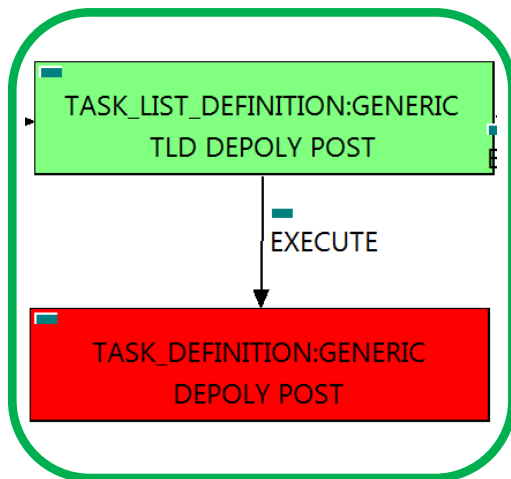 TASK_LIST_DEFINITION:GENERIC
TLD DEPOLY POST
EXECUTE
TASK_DEFINITION:GENERIC
DEPOLY POST